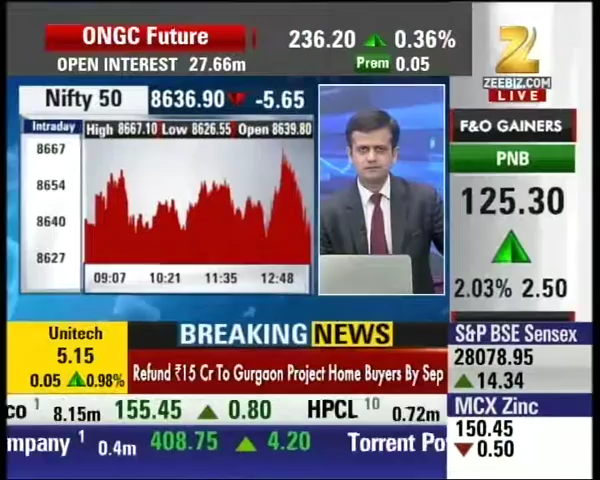 ONGC Future
236.20 0.36%
OPEN INTEREST 27.66m
Prem 0.05
ZEEBIZ.COM
LIVE
Nifty 50 8636.90 -5.65
Intraday High 8667.10 Low 8626.55 Open 8639.80
8667
8654
8640
8627
09:07 10:21 11:35 12:48
F&O GAINERS
PNB
125.30
2.03% 2.50
Unitech
5.15
0.05 0.98%
BREAKING NEWS
Refund ₹15 Cr To Gurgaon Project Home Buyers By Sep
S&P BSE Sensex
28078.95
14.34
MCX Zinc
150.45
0.50
co 1 8.15m 155.45 0.80 HPCL 10 0.72m
mpany 1 0.4m 408.75 4.20 Torrent Po